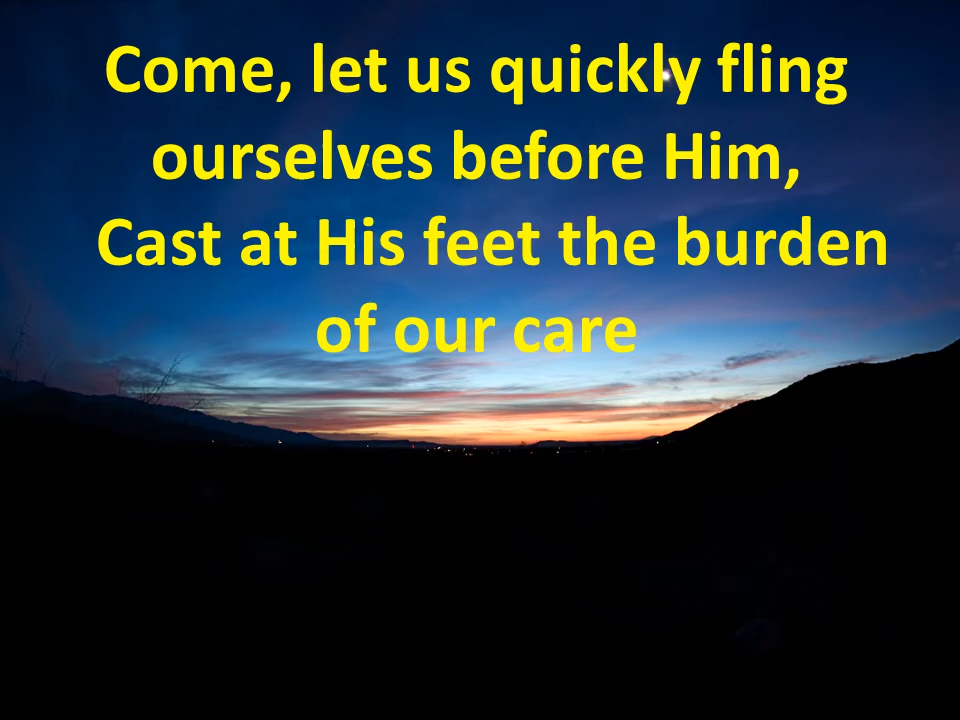 Come, let us quickly fling
ourselves before Him,
Cast at His feet the burden
of our care